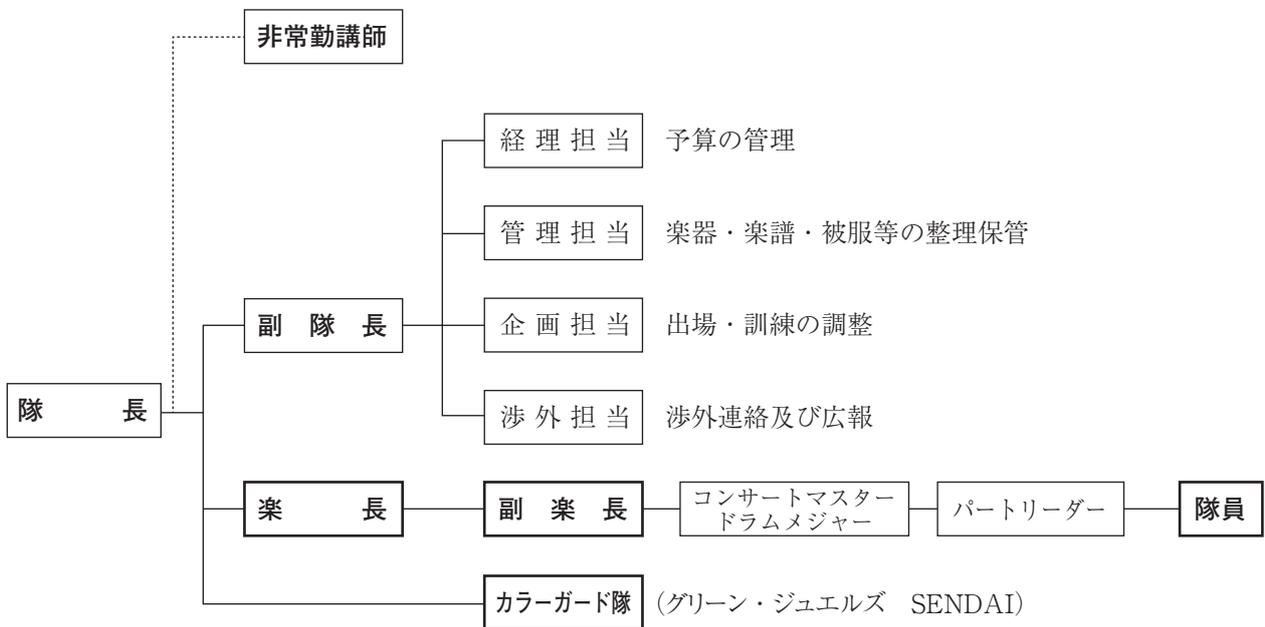 非常勤講師
経理担当 予算の管理
管理担当 楽器・楽譜・被服等の整理保管
副隊長
企画担当 出場・訓練の調整
隊長
渉外担当 渉外連絡及び広報
楽長
副楽長
コンサートマスター
ドラムメジャー
パートリーダー
隊員
カラーガード隊 (グリーン・ジュエルズ SENDAI)